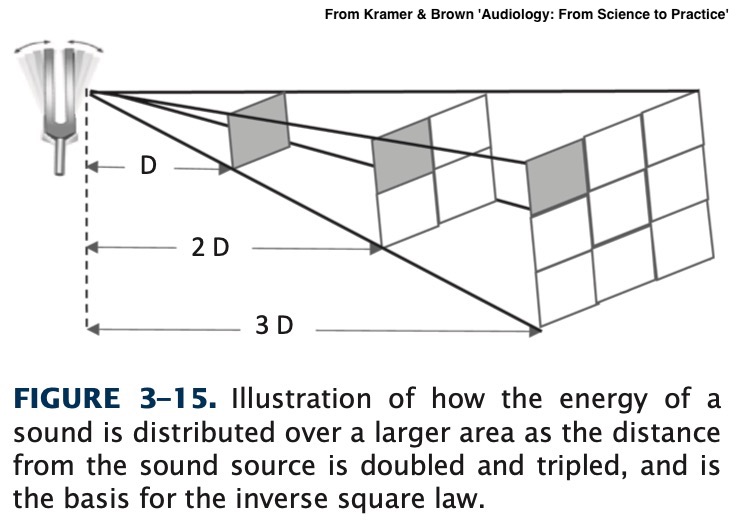 From Kramer & Brown 'Audiology: From Science to Practice'
D
2 D
3 D
FIGURE 3–15. Illustration of how the energy of a
sound is distributed over a larger area as the distance
from the sound source is doubled and tripled, and is
the basis for the inverse square law.